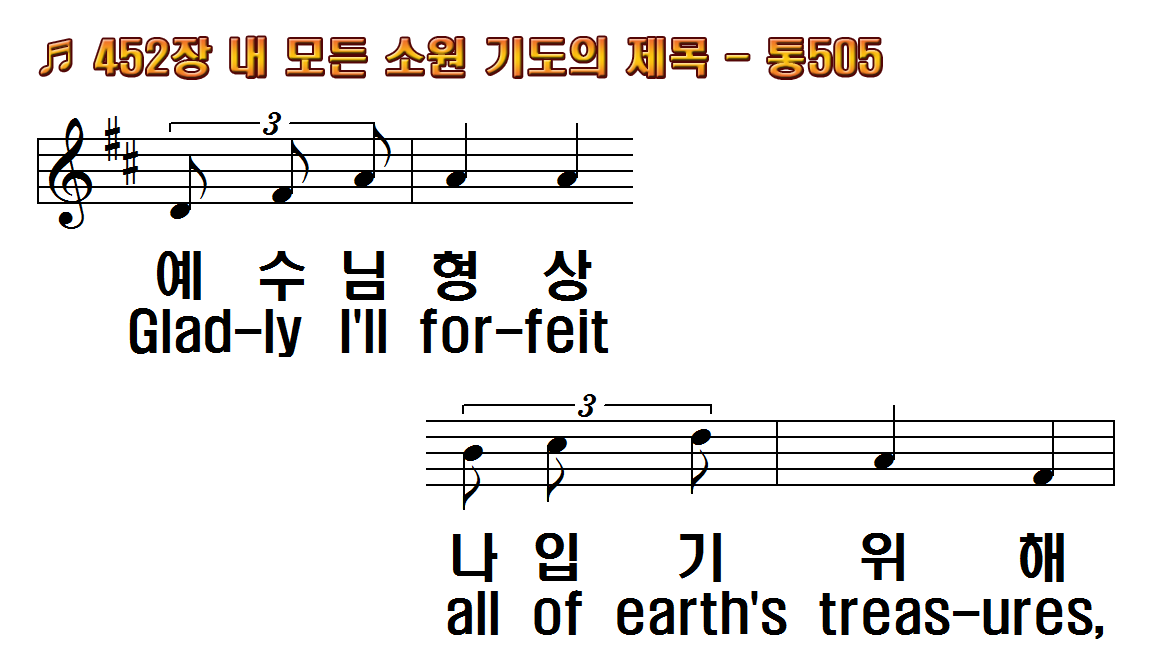 ♬ 452장 내 모든 소원 기도의 제목 - 통505
3
예 수 님 형 상
Glad-ly I'll for-feit
3
나 입 기 위 해
all of earth's treas-ures,